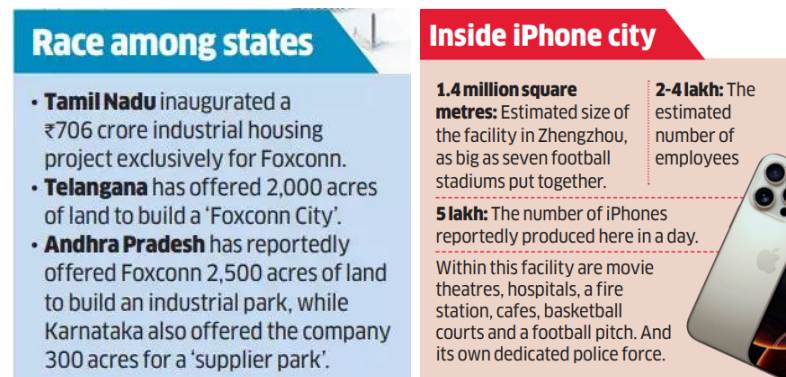 Race among states
• Tamil Nadu inaugurated a
₹706 crore industrial housing
project exclusively for Foxconn.
• Telangana has offered 2,000 acres
of land to build a ‘Foxconn City’.
• Andhra Pradesh has reportedly
offered Foxconn 2,500 acres of land
to build an industrial park, while
Karnataka also offered the company
300 acres for a ‘supplier park’.
Inside iPhone city
1.4 million square
metres: Estimated size of
the facility in Zhengzhou,
as big as seven football
stadiums put together.
2-4 lakh: The
estimated
number of
employees
5 lakh: The number of iPhones
reportedly produced here in a day.
Within this facility are movie
theatres, hospitals, a fire
station, cafes, basketball
courts and a football pitch. And
its own dedicated police force.